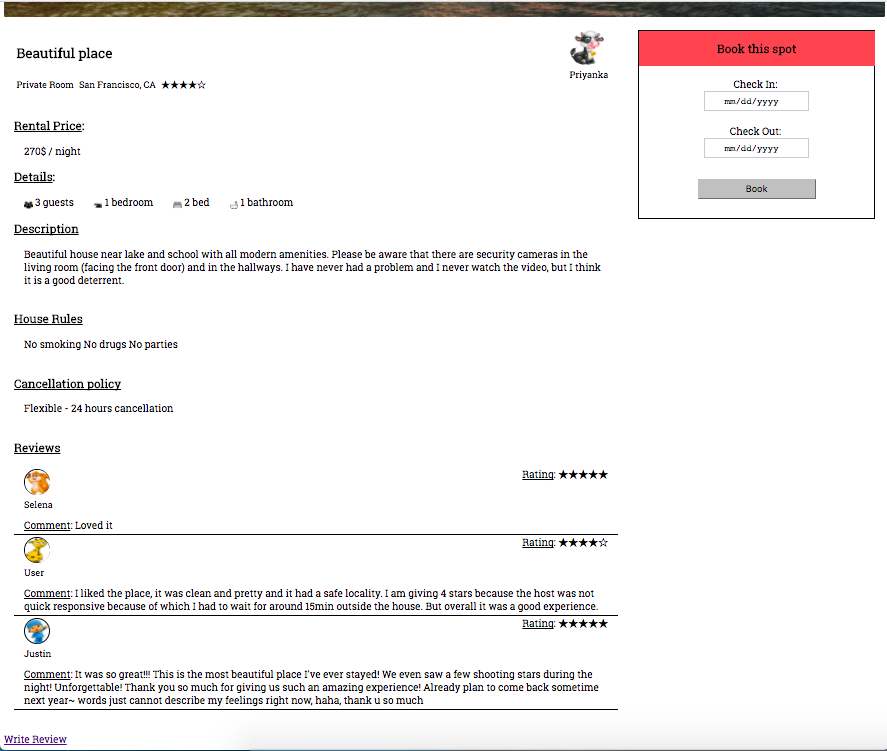 Beautiful place
Priyanka
Private Room San Francisco, CA ★★★★☆
Rental Price:
270$ / night
Details:
3 guests 1 bedroom 2 bed 1 bathroom
Description
Beautiful house near lake and school with all modern amenities. Please be aware that there are security cameras in the
living room (facing the front door) and in the hallways. I have never had a problem and I never watch the video, but I think
it is a good deterrent.
House Rules
No smoking No drugs No parties
Cancellation policy
Flexible - 24 hours cancellation
Reviews
Rating: ★★★★★
Selena
Comment: Loved it
Rating: ★★★★☆
User
Comment: I liked the place, it was clean and pretty and it had a safe locality. I am giving 4 stars because the host was not
quick responsive because of which I had to wait for around 15min outside the house. But overall it was a good experience.
Rating: ★★★★★
Justin
Comment: It was so great!!! This is the most beautiful place I've ever stayed! We even saw a few shooting stars during the
night! Unforgettable! Thank you so much for giving us such an amazing experience! Already plan to come back sometime
next year~ words just cannot describe my feelings right now, haha, thank u so much
Write Review
Book this spot
Check In:
mm/dd/yyyy
Check Out:
mm/dd/yyyy
Book